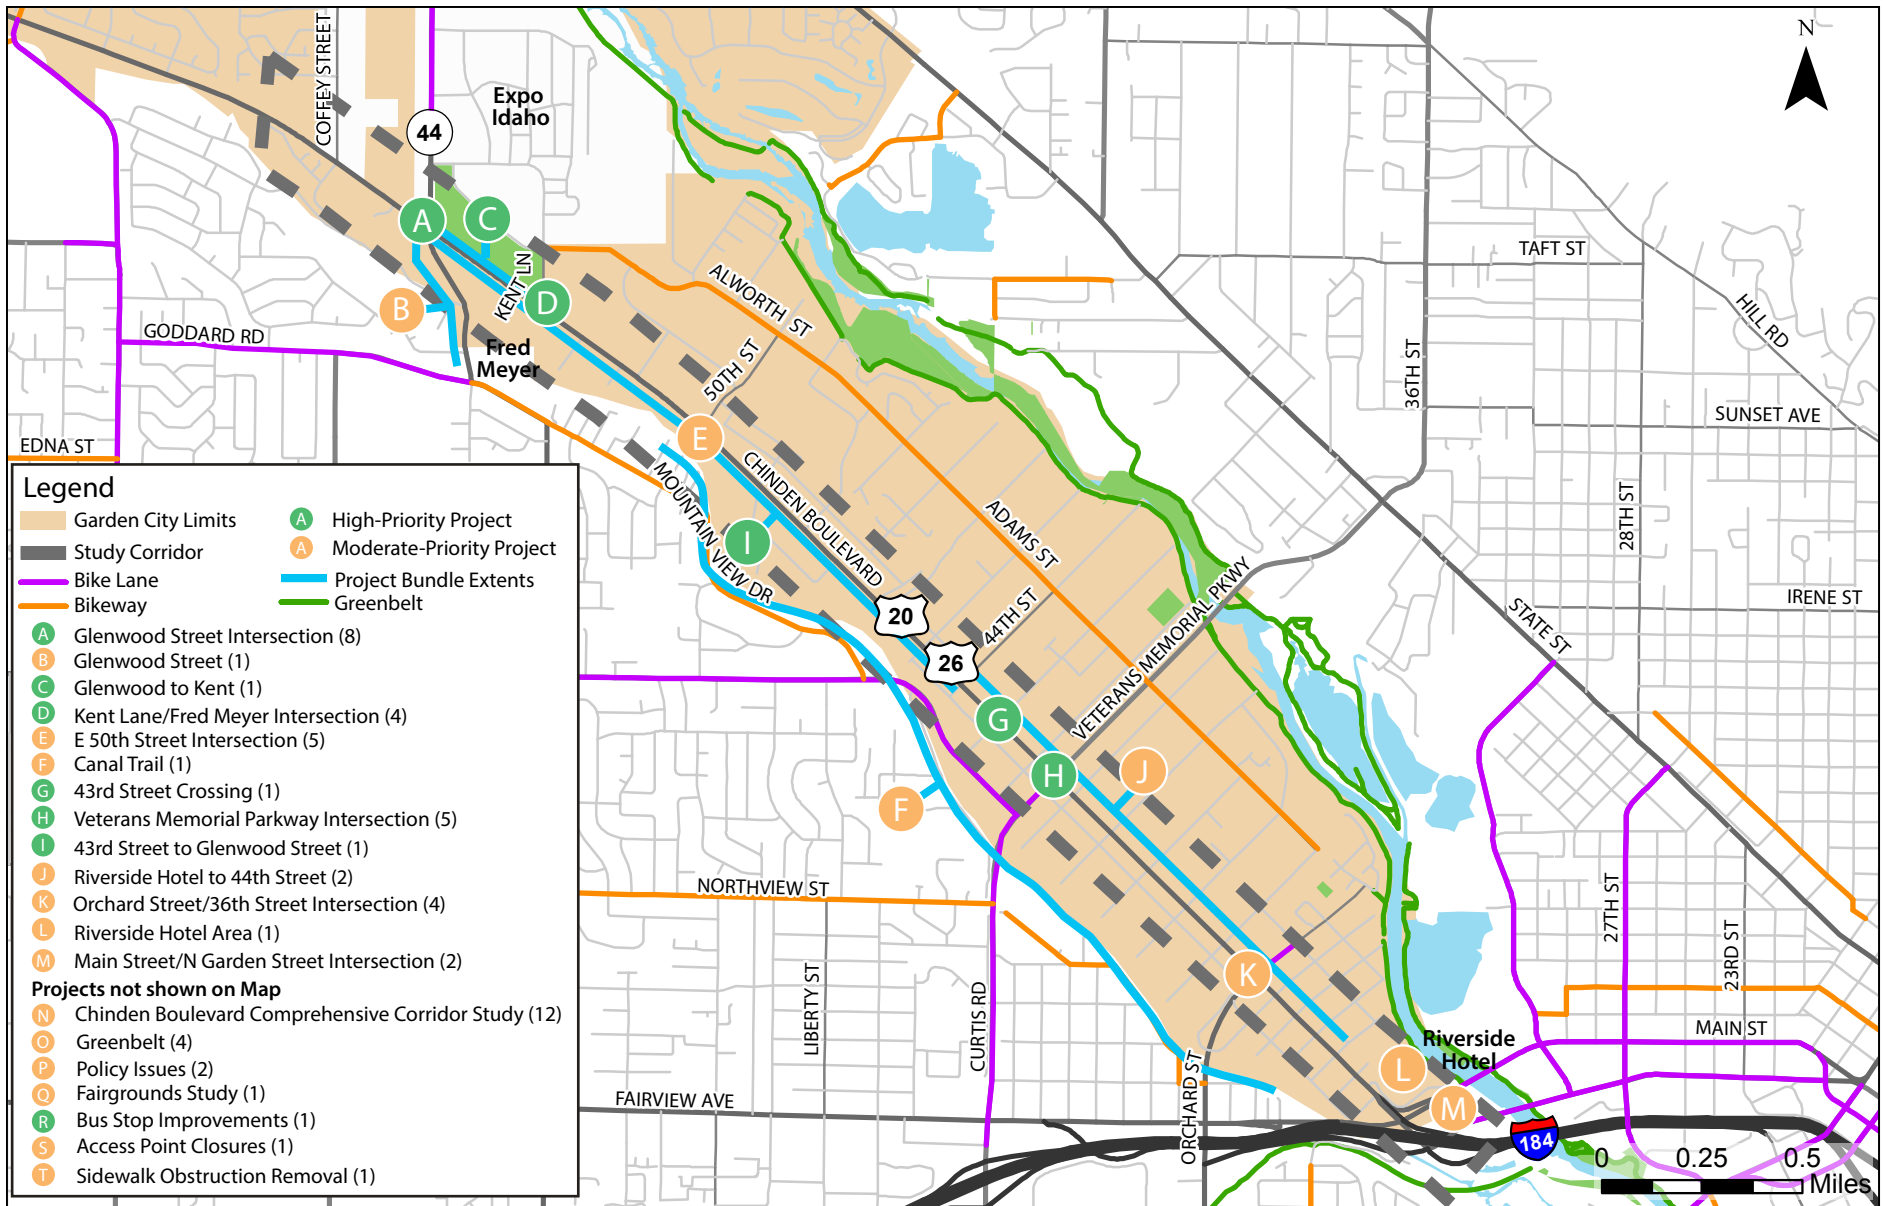 N
COFFEY STREET
Expo
Idaho
44
A
C
KENT LN
D
B
GODDARD RD
Fred
Meyer
ALWORTH ST
50TH ST
TAFT ST
HILL RD
36TH ST
SUNSET AVE
EDNA ST
E
MOUNTAIN VIEW DR
CHINDEN BOULEVARD
I
ADAMS ST
28TH ST
20
26
44TH ST
VETERANS MEMORIAL PKWY
IRENE ST
STATE ST
G
H
J
F
NORTHVIEW ST
LIBERTY ST
CURTIS RD
K
27TH ST
23RD ST
MAIN ST
Riverside
Hotel
L
M
ORCHARD ST
FAIRVIEW AVE
184
0 0.25 0.5
Miles
Legend
Garden City Limits
Study Corridor
Bike Lane
Bikeway
A High-Priority Project
A Moderate-Priority Project
Project Bundle Extents
Greenbelt
A Glenwood Street Intersection (8)
B Glenwood Street (1)
C Glenwood to Kent (1)
D Kent Lane/Fred Meyer Intersection (4)
E E 50th Street Intersection (5)
F Canal Trail (1)
G 43rd Street Crossing (1)
H Veterans Memorial Parkway Intersection (5)
I 43rd Street to Glenwood Street (1)
J Riverside Hotel to 44th Street (2)
K Orchard Street/36th Street Intersection (4)
L Riverside Hotel Area (1)
M Main Street/N Garden Street Intersection (2)
Projects not shown on Map
N Chinden Boulevard Comprehensive Corridor Study (12)
O Greenbelt (4)
P Policy Issues (2)
Q Fairgrounds Study (1)
R Bus Stop Improvements (1)
S Access Point Closures (1)
T Sidewalk Obstruction Removal (1)